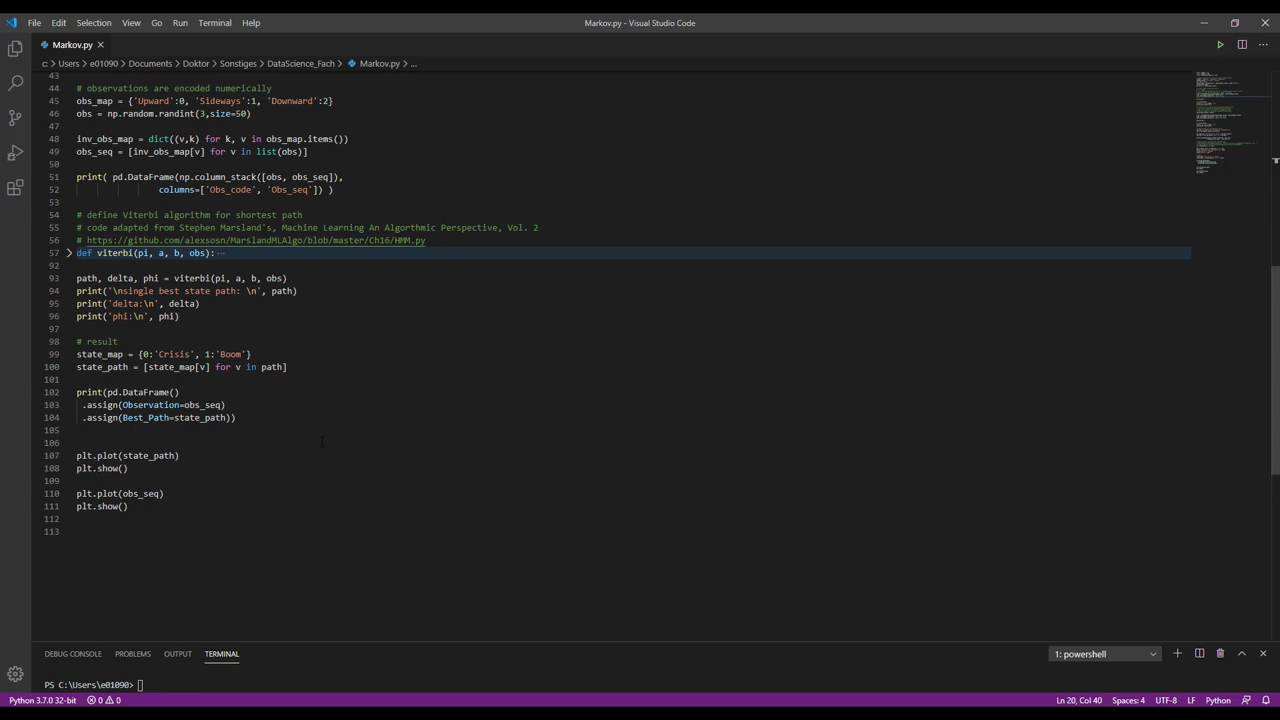 File Edit Selection View Go Run Terminal Help
Markov.py - Visual Studio Code
Markov.py
c > Users > e01090 > Documents > Doktor > Sonstiges > DataScience_Fach > Markov.py > ...
43
44 # observations are encoded numerically
45 obs_map = {'Upward':0, 'Sideways':1, 'Downward':2}
46 obs = np.random.randint(3,size=50)
47
48 inv_obs_map = dict((v,k) for k, v in obs_map.items())
49 obs_seq = [inv_obs_map[v] for v in list(obs)]
50
51 print( pd.DataFrame(np.column_stack([obs, obs_seq]),
52 columns=['Obs_code', 'Obs_seq']) )
53
54 # define Viterbi algorithm for shortest path
55 # code adapted from Stephen Marsland's, Machine Learning An Algorthmic Perspective, Vol. 2
56 # https://github.com/alexsosn/MarslandMLAlgo/blob/master/Ch16/HMM.py
57 def viterbi(pi, a, b, obs):···
92
93 path, delta, phi = viterbi(pi, a, b, obs)
94 print('\nsingle best state path: \n', path)
95 print('delta:\n', delta)
96 print('phi:\n', phi)
97
98 # result
99 state_map = {0:'Crisis', 1:'Boom'}
100 state_path = [state_map[v] for v in path]
101
102 print(pd.DataFrame()
103 .assign(Observation=obs_seq)
104 .assign(Best_Path=state_path))
105
106
107 plt.plot(state_path)
108 plt.show()
109
110 plt.plot(obs_seq)
111 plt.show()
112
113
DEBUG CONSOLE PROBLEMS OUTPUT TERMINAL
1: powershell
PS C:\Users\e01090>
Python 3.7.0 32-bit 0 0
Ln 20, Col 40 Spaces: 4 UTF-8 LF Python